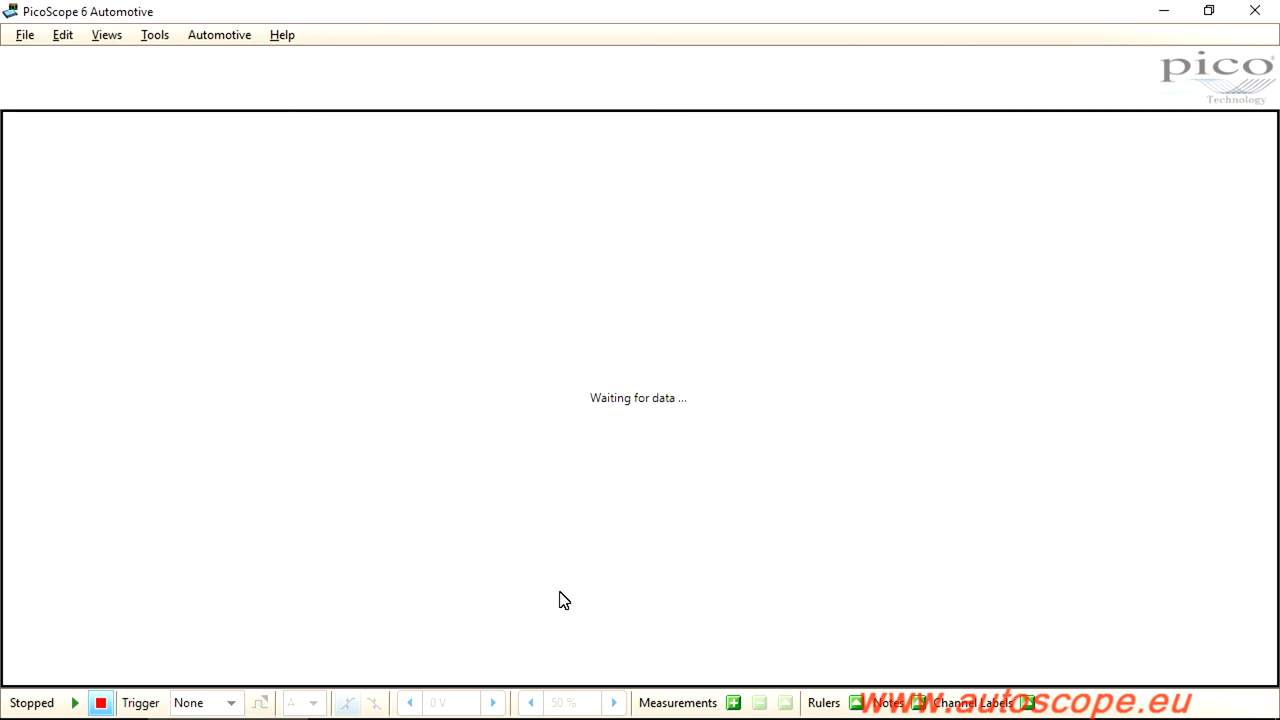 PicoScope 6 Automotive
File Edit Views Tools Automotive Help
pico
Technology
Waiting for data ...
Stopped Trigger None A 0 V 50 % Measurements Rulers Notes Channel Labels
www.autoscope.eu